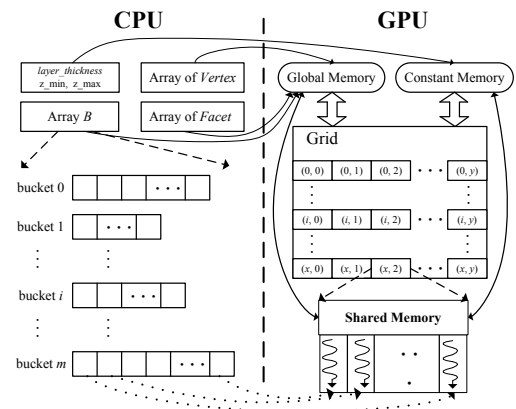 CPU
GPU
layer_thickness
z_min, z_max
Array of Vertex
Global Memory
Constant Memory
Array B
Array of Facet
Grid
bucket 0
bucket 1
bucket i
bucket m
(0, 0) (0, 1) (0, 2) (0, y)
(i, 0) (i, 1) (i, 2) (i, y)
(x, 0) (x, 1) (x, 2) (x, y)
Shared Memory